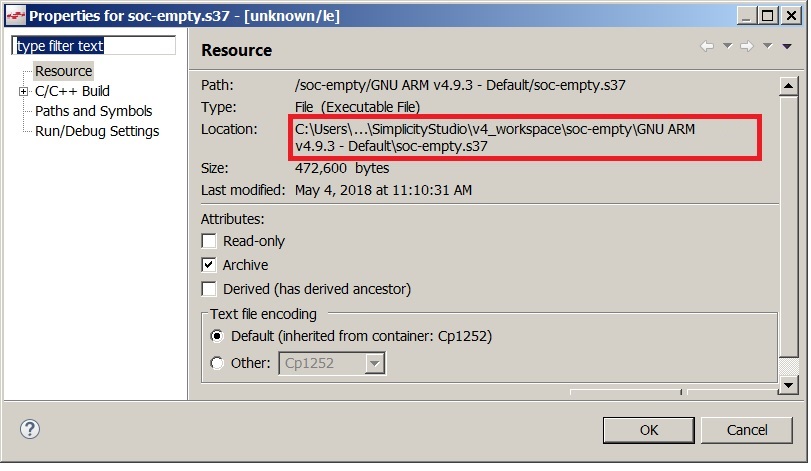 Properties for soc-empty.s37 - [unknown/le]
type filter text
Resource
C/C++ Build
Paths and Symbols
Run/Debug Settings
Resource
Path: /soc-empty/GNU ARM v4.9.3 - Default/soc-empty.s37
Type: File (Executable File)
Location: C:\Users\...\SimplicityStudio\v4_workspace\soc-empty\GNU ARM
v4.9.3 - Default\soc-empty.s37
Size: 472,600 bytes
Last modified: May 4, 2018 at 11:10:31 AM
Attributes:
Read-only
Archive
Derived (has derived ancestor)
Text file encoding
Default (inherited from container: Cp1252)
Other: Cp1252
OK Cancel